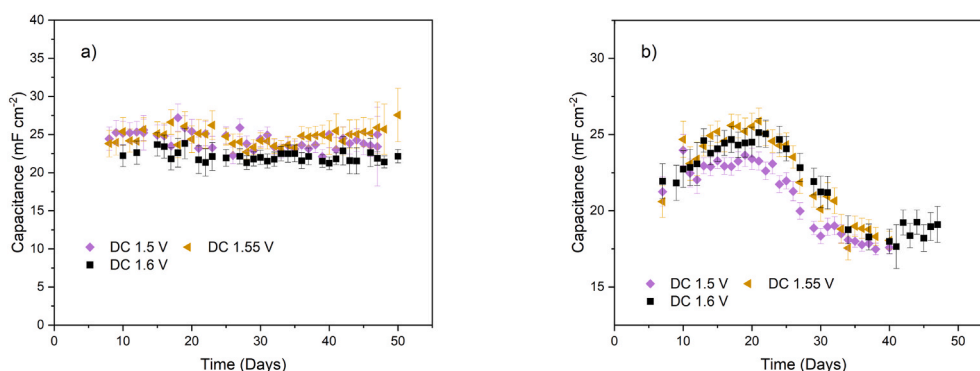 a)
40
35
30
25
20
15
10
5
0
Capacitance (mF cm⁻²)
DC 1.5 V DC 1.55 V
DC 1.6 V
0 10 20 30 40 50
Time (Days)
b)
30
25
20
15
Capacitance (mF cm⁻²)
DC 1.5 V DC 1.55 V
DC 1.6 V
0 10 20 30 40 50
Time (Days)